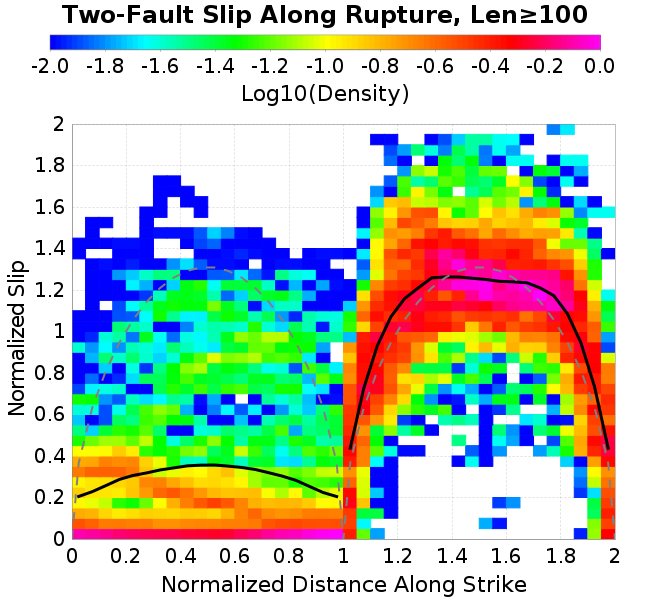 Two-Fault Slip Along Rupture, Len≥100
-2.0 -1.8 -1.6 -1.4 -1.2 -1.0 -0.8 -0.6 -0.4 -0.2 0.0
Log10(Density)
2
1.8
1.6
1.4
1.2
1
0.8
0.6
0.4
0.2
0
Normalized Slip
0 0.2 0.4 0.6 0.8 1 1.2 1.4 1.6 1.8 2
Normalized Distance Along Strike